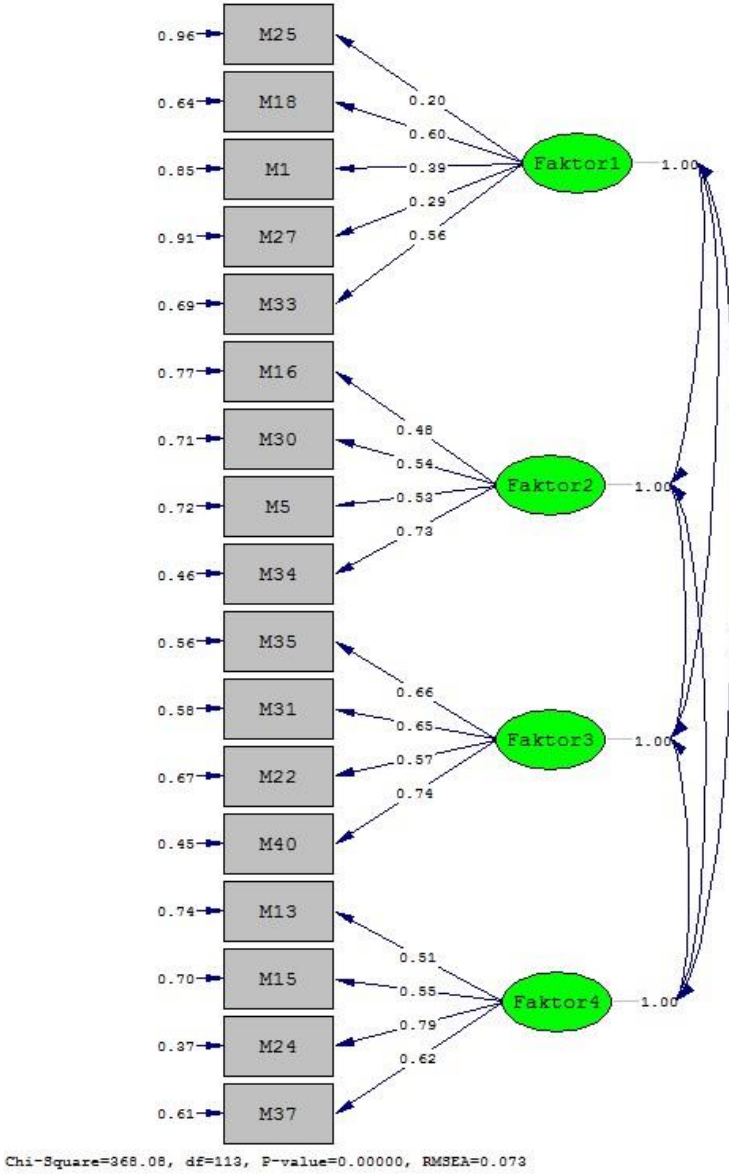 0.96 M25
0.20
0.64 M18
0.60
0.85 M1 0.39 Faktor1 1.00
0.29
0.91 M27
0.56
0.69 M33
0.77 M16
0.48
0.71 M30
0.54
Faktor2 1.00
0.72 M5 0.53
0.73
0.46 M34
0.56 M35
0.66
0.58 M31
0.65 Faktor3 1.00
0.57
0.67 M22
0.74
0.45 M40
0.74 M13
0.51
0.70 M15
0.55 Faktor4 1.00
0.79
0.37 M24
0.62
0.61 M37
Chi-Square=368.08, df=113, P-value=0.00000, RMSEA=0.073